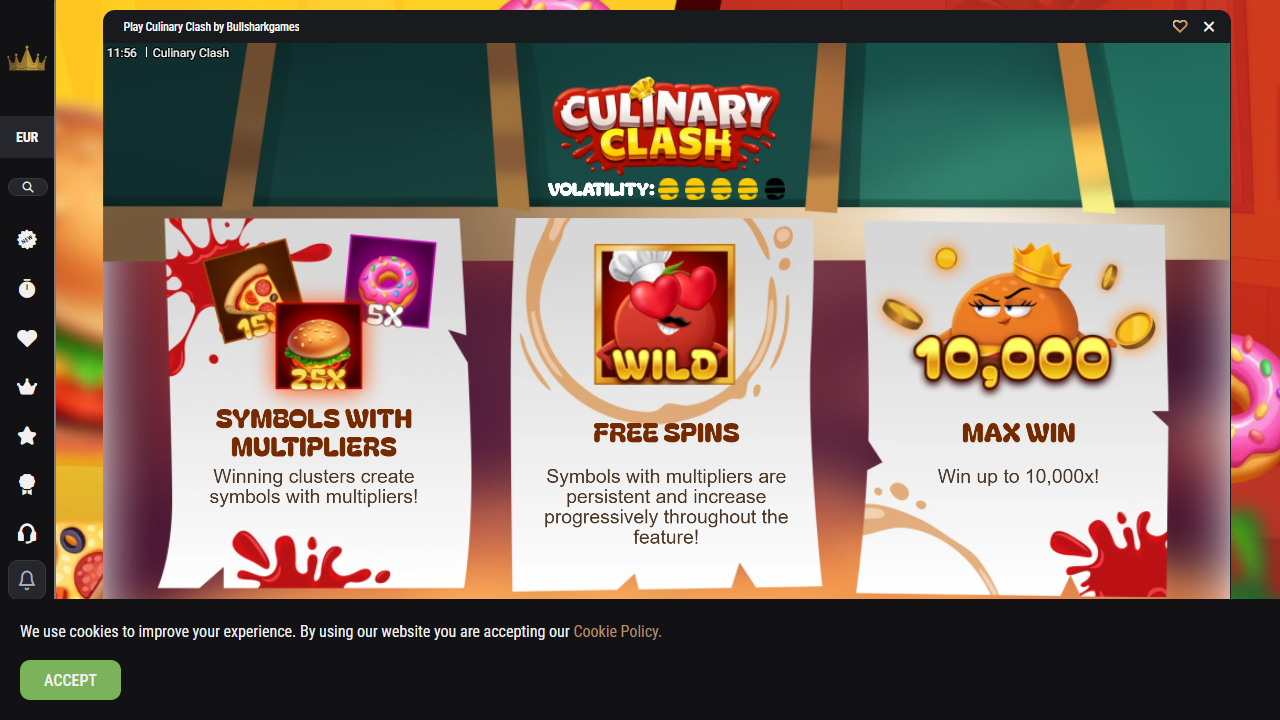 Play Culinary Clash by Bullsharkgames
11:56 | Culinary Clash
EUR
NEW
CULINARY
CLASH
VOLATILITY:
15X
5X
25X
WILD
10,000
SYMBOLS WITH
MULTIPLIERS
Winning clusters create
symbols with multipliers!
FREE SPINS
Symbols with multipliers are
persistent and increase
progressively throughout the
feature!
MAX WIN
Win up to 10,000x!
We use cookies to improve your experience. By using our website you are accepting our Cookie Policy.
ACCEPT